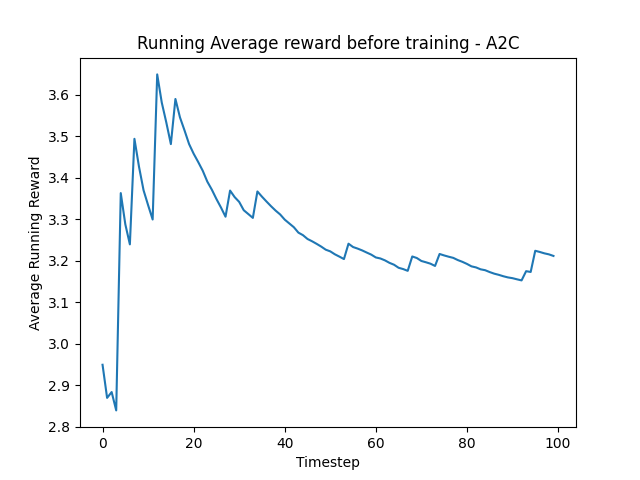 Running Average reward before training - A2C
Average Running Reward
3.6
3.5
3.4
3.3
3.2
3.1
3.0
2.9
2.8
0 20 40 60 80 100
Timestep